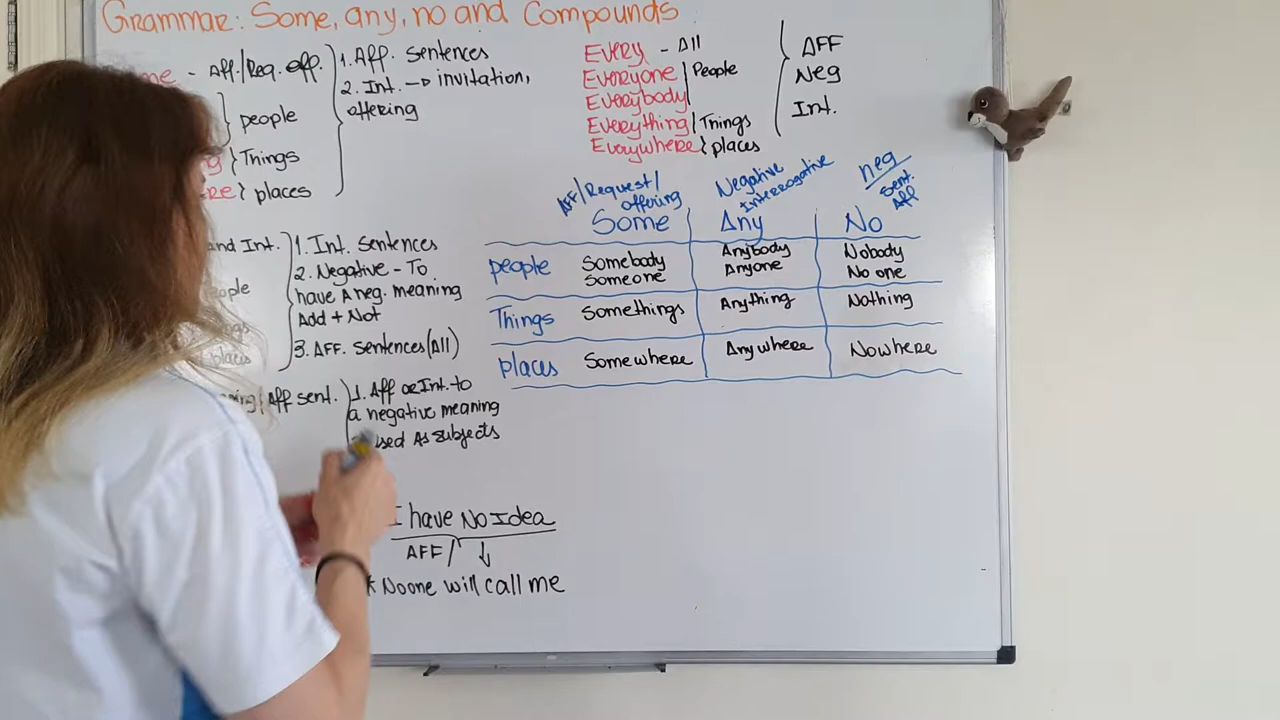 Grammar: Some, any, no and Compounds
- Aff./Req. off.
people
Things
places
1. Aff. sentences
2. Int. → invitation,
offering
Every - All
Everyone
Everybody
People
Everything Things
Everywhere places
AFF
Neg
Int.
and Int.
places
1. Int. sentences
2. Negative - To
have A neg. meaning
Add + Not
3. AFF. sentences (All)
Aff sent.
1. Aff or Int. to
a negative meaning
used As subjects
I have No Idea
AFF/ ↓
* No one will call me
AFF/Request/
offering
Negative
Interrogative
neg
sent.
Aff
Some Any No
people Somebody Anybody Nobody
Someone Anyone No one
Things Somethings Anything Nothing
places Somewhere Anywhere Nowhere